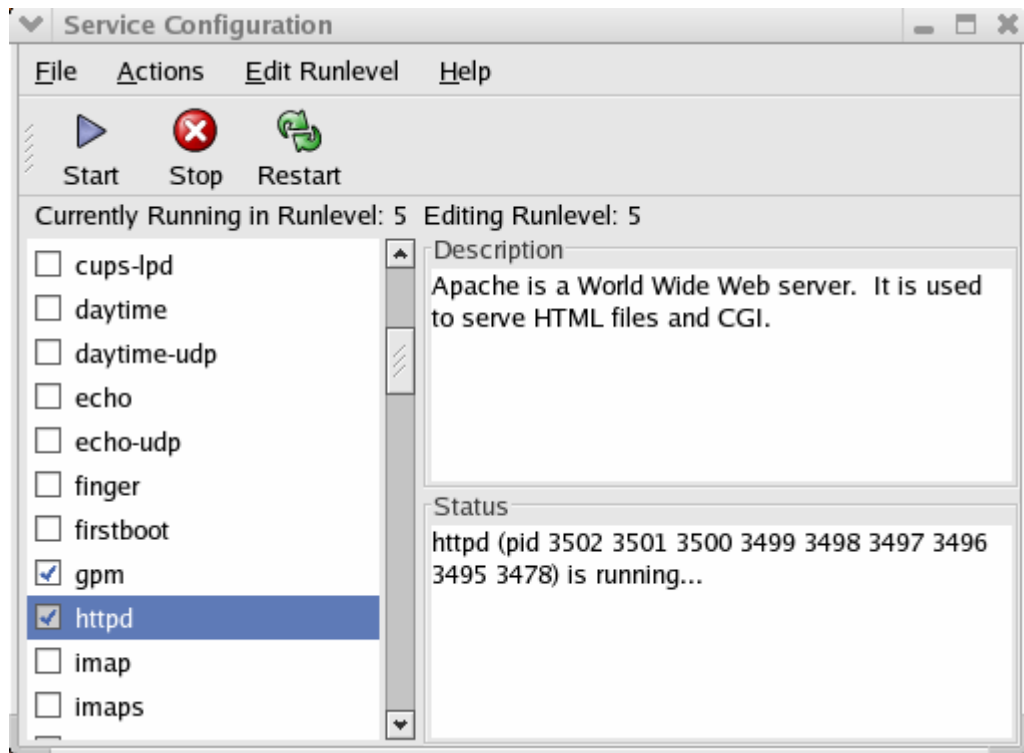 Service Configuration
File Actions Edit Runlevel Help
Start Stop Restart
Currently Running in Runlevel: 5 Editing Runlevel: 5
cups-lpd
daytime
daytime-udp
echo
echo-udp
finger
firstboot
gpm
httpd
imap
imaps
Description
Apache is a World Wide Web server. It is used
to serve HTML files and CGI.
Status
httpd (pid 3502 3501 3500 3499 3498 3497 3496
3495 3478) is running...